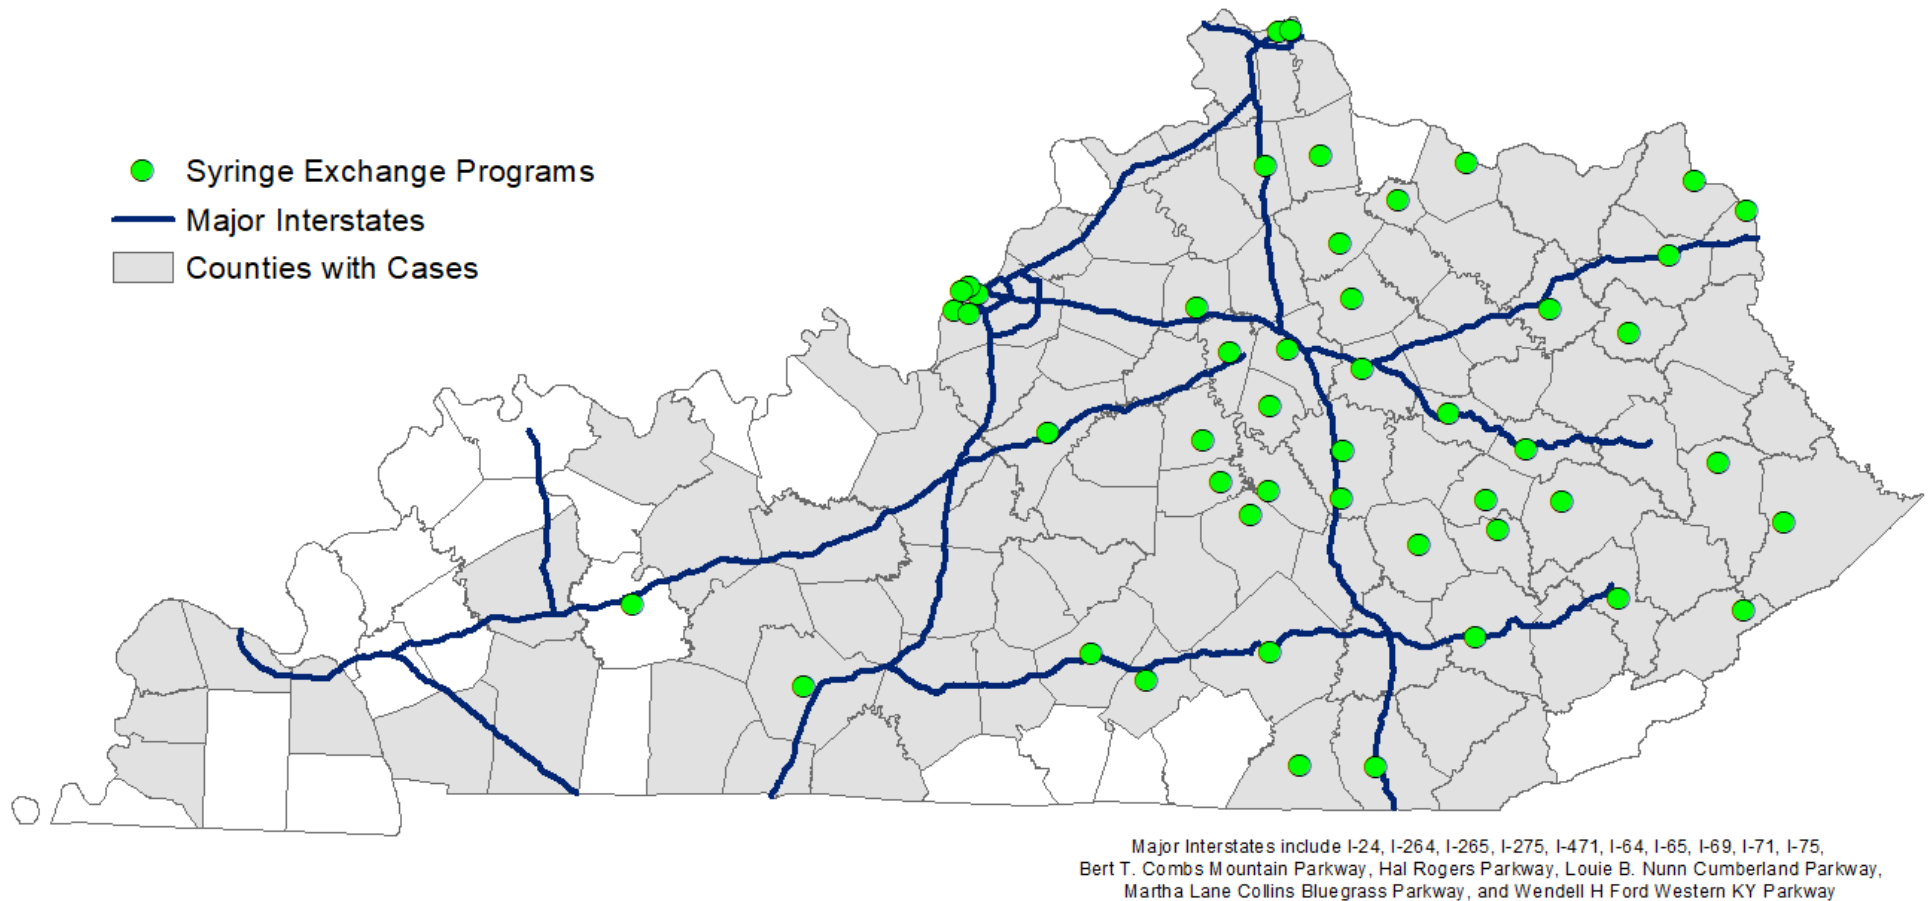 Syringe Exchange Programs
Major Interstates
Counties with Cases
Major Interstates include I-24, I-264, I-265, I-275, I-471, I-64, I-65, I-69, I-71, I-75,
Bert T. Combs Mountain Parkway, Hal Rogers Parkway, Louie B. Nunn Cumberland Parkway,
Martha Lane Collins Bluegrass Parkway, and Wendell H Ford Western KY Parkway